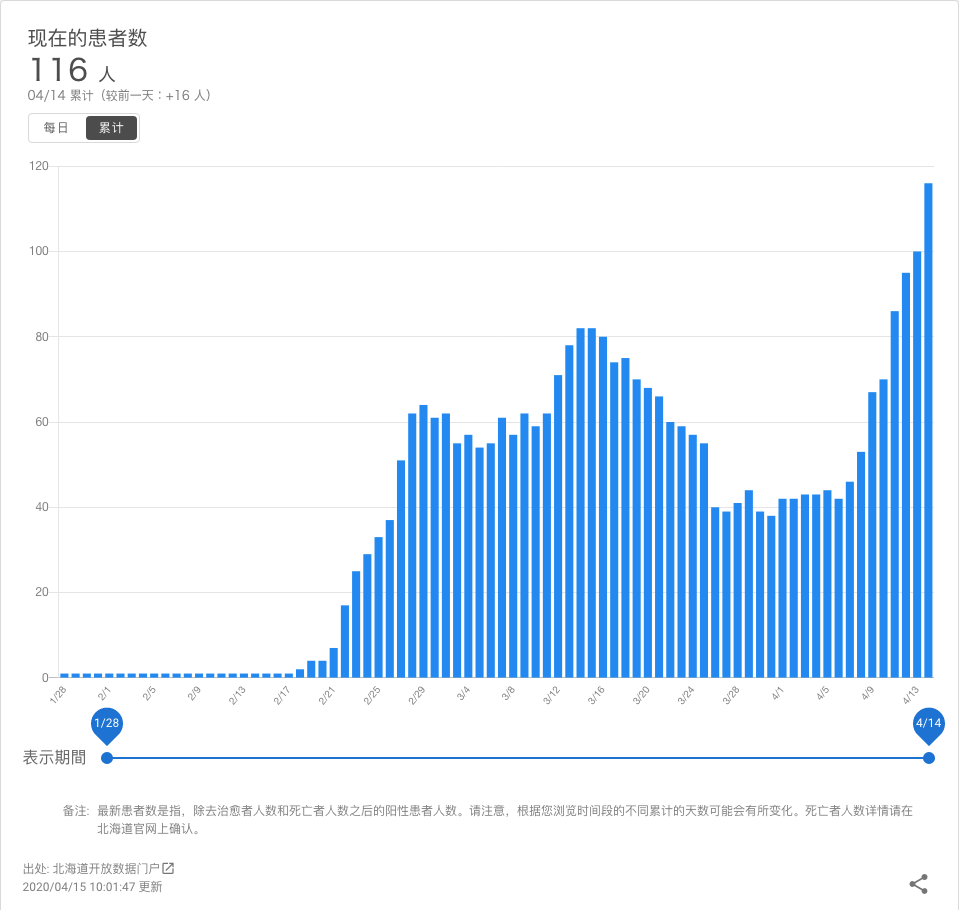 现在的患者数
116 人
04/14 累计（较前一天：+16 人）
每日 累计
120
100
80
60
40
20
0
1/28 2/1 2/5 2/9 2/13 2/17 2/21 2/25 2/29 3/4 3/8 3/12 3/16 3/20 3/24 3/28 4/1 4/5 4/9 4/13
1/28 4/14
表示期間
备注: 最新患者数是指，除去治愈者人数和死亡者人数之后的阳性患者人数。请注意，根据您浏览时间段的不同累计的天数可能会有所变化。死亡者人数详情请在
北海道官网上确认。
出处: 北海道开放数据门户
2020/04/15 10:01:47 更新